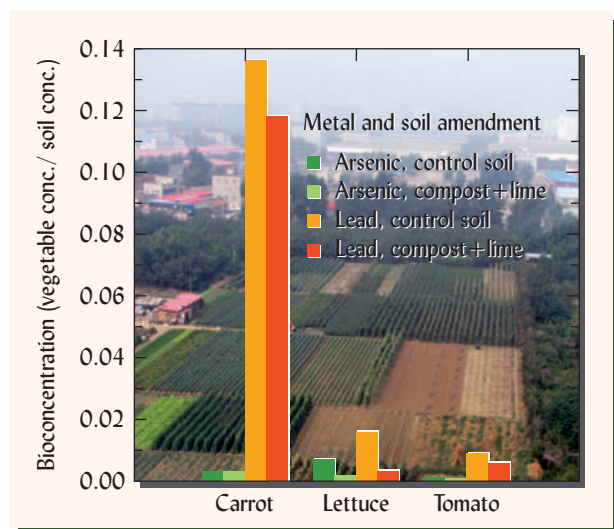 Bioconcentration (vegetable conc./ soil conc.)
0.14
0.12
0.10
0.08
0.06
0.04
0.02
0.00
Metal and soil amendment
Arsenic, control soil
Arsenic, compost+lime
Lead, control soil
Lead, compost+lime
Carrot
Lettuce
Tomato